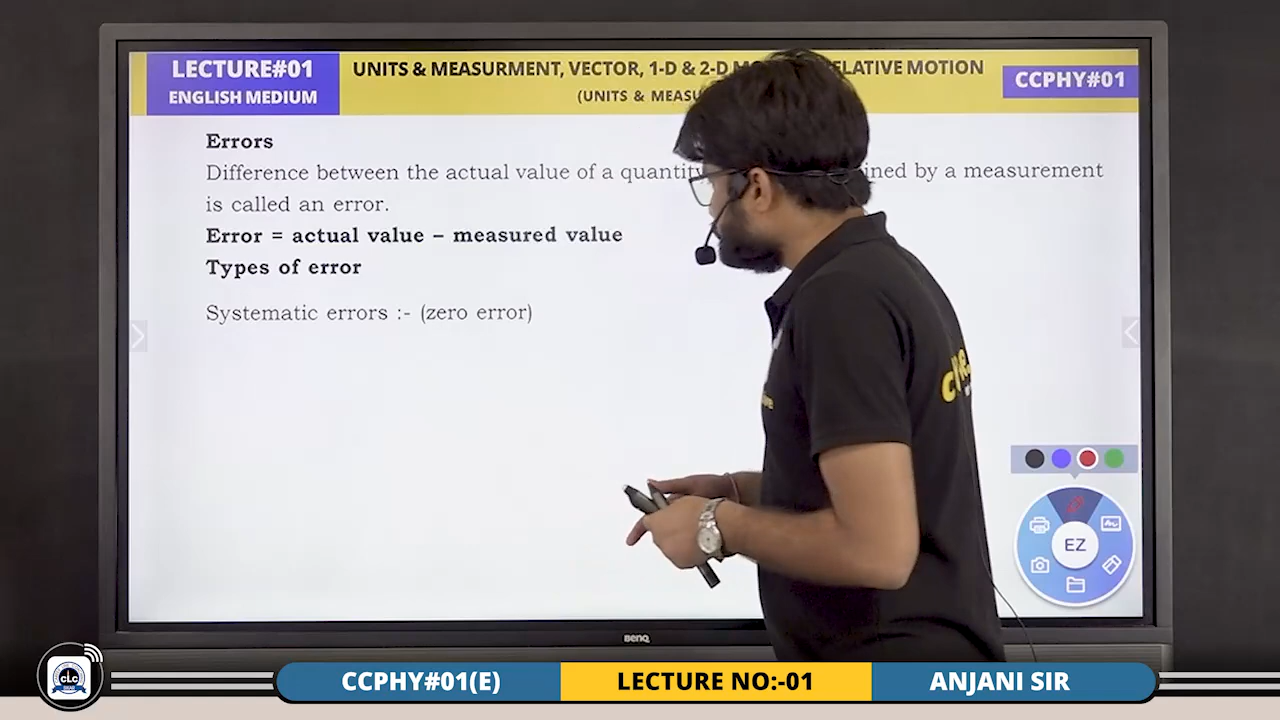 LECTURE#01
ENGLISH MEDIUM
UNITS & MEASURMENT, VECTOR, 1-D & 2-D ELATIVE MOTION
(UNITS & MEASU
CCPHY#01
Errors
Difference between the actual value of a quantity ined by a measurement
is called an error.
Error = actual value – measured value
Types of error
Systematic errors :- (zero error)
EZ
BenQ
CLC
CCPHY#01(E)
LECTURE NO:-01
ANJANI SIR